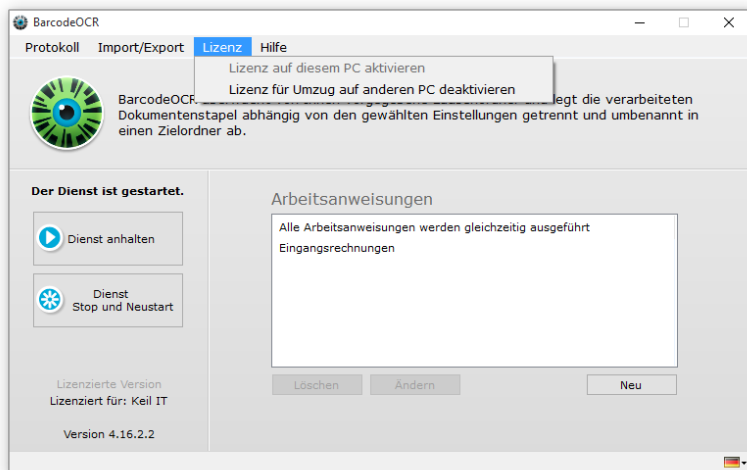 BarcodeOCR
Protokoll Import/Export Lizenz Hilfe
Lizenz auf diesem PC aktivieren
Lizenz für Umzug auf anderen PC deaktivieren
BarcodeOCR legt die verarbeiteten
Dokumentenstapel abhängig von den gewählten Einstellungen getrennt und umbenannt in
einen Zielordner ab.
Der Dienst ist gestartet.
Dienst anhalten
Dienst
Stop und Neustart
Arbeitsanweisungen
Alle Arbeitsanweisungen werden gleichzeitig ausgeführt
Eingangsrechnungen
Löschen Ändern Neu
Lizenzierte Version
Lizenziert für: Keil IT
Version 4.16.2.2